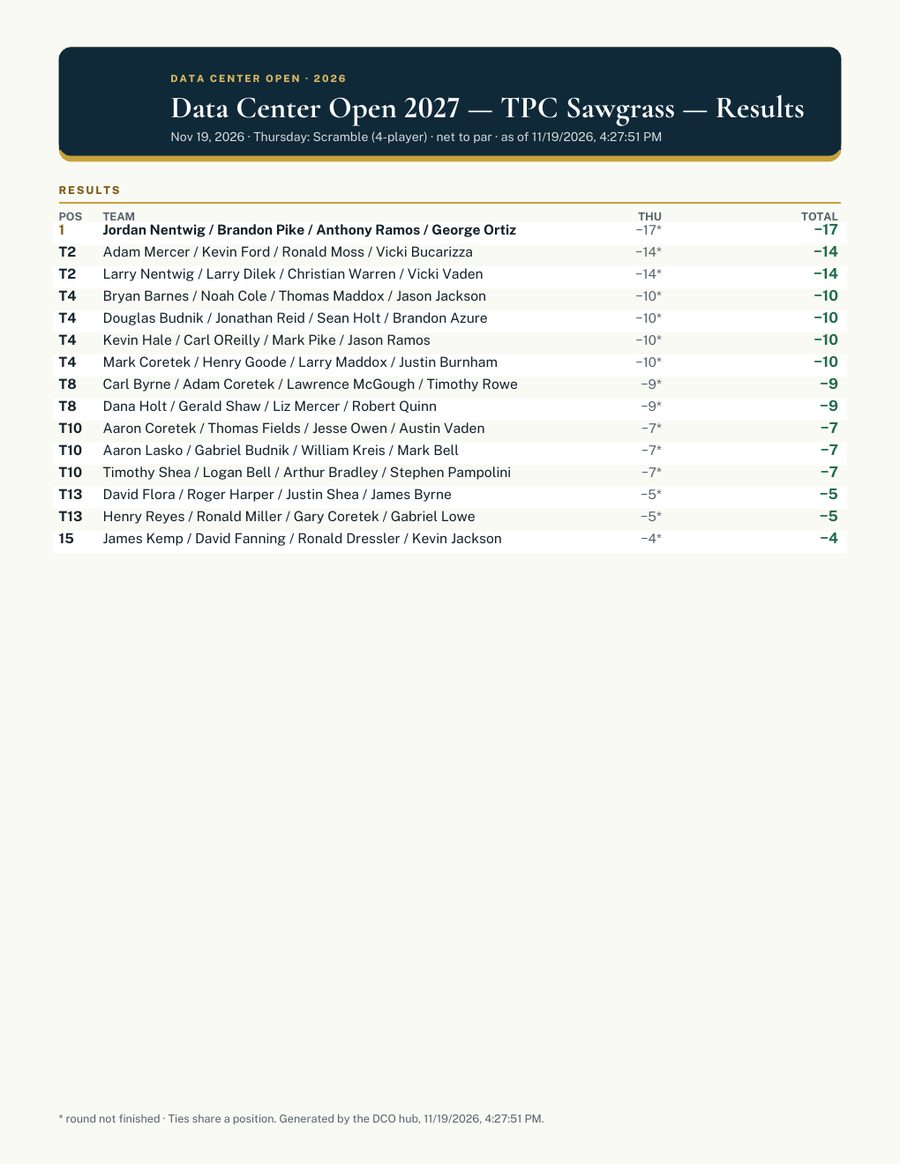 DATA CENTER OPEN · 2026
Data Center Open 2027 — TPC Sawgrass — Results
Nov 19, 2026 · Thursday: Scramble (4-player) · net to par · as of 11/19/2026, 4:27:51 PM
RESULTS
POS TEAM THU TOTAL
1 Jordan Nentwig / Brandon Pike / Anthony Ramos / George Ortiz −17* −17
T2 Adam Mercer / Kevin Ford / Ronald Moss / Vicki Bucarizza −14* −14
T2 Larry Nentwig / Larry Dilek / Christian Warren / Vicki Vaden −14* −14
T4 Bryan Barnes / Noah Cole / Thomas Maddox / Jason Jackson −10* −10
T4 Douglas Budnik / Jonathan Reid / Sean Holt / Brandon Azure −10* −10
T4 Kevin Hale / Carl OReilly / Mark Pike / Jason Ramos −10* −10
T4 Mark Coretek / Henry Goode / Larry Maddox / Justin Burnham −10* −10
T8 Carl Byrne / Adam Coretek / Lawrence McGough / Timothy Rowe −9* −9
T8 Dana Holt / Gerald Shaw / Liz Mercer / Robert Quinn −9* −9
T10 Aaron Coretek / Thomas Fields / Jesse Owen / Austin Vaden −7* −7
T10 Aaron Lasko / Gabriel Budnik / William Kreis / Mark Bell −7* −7
T10 Timothy Shea / Logan Bell / Arthur Bradley / Stephen Pampolini −7* −7
T13 David Flora / Roger Harper / Justin Shea / James Byrne −5* −5
T13 Henry Reyes / Ronald Miller / Gary Coretek / Gabriel Lowe −5* −5
15 James Kemp / David Fanning / Ronald Dressler / Kevin Jackson −4* −4
* round not finished · Ties share a position. Generated by the DCO hub, 11/19/2026, 4:27:51 PM.